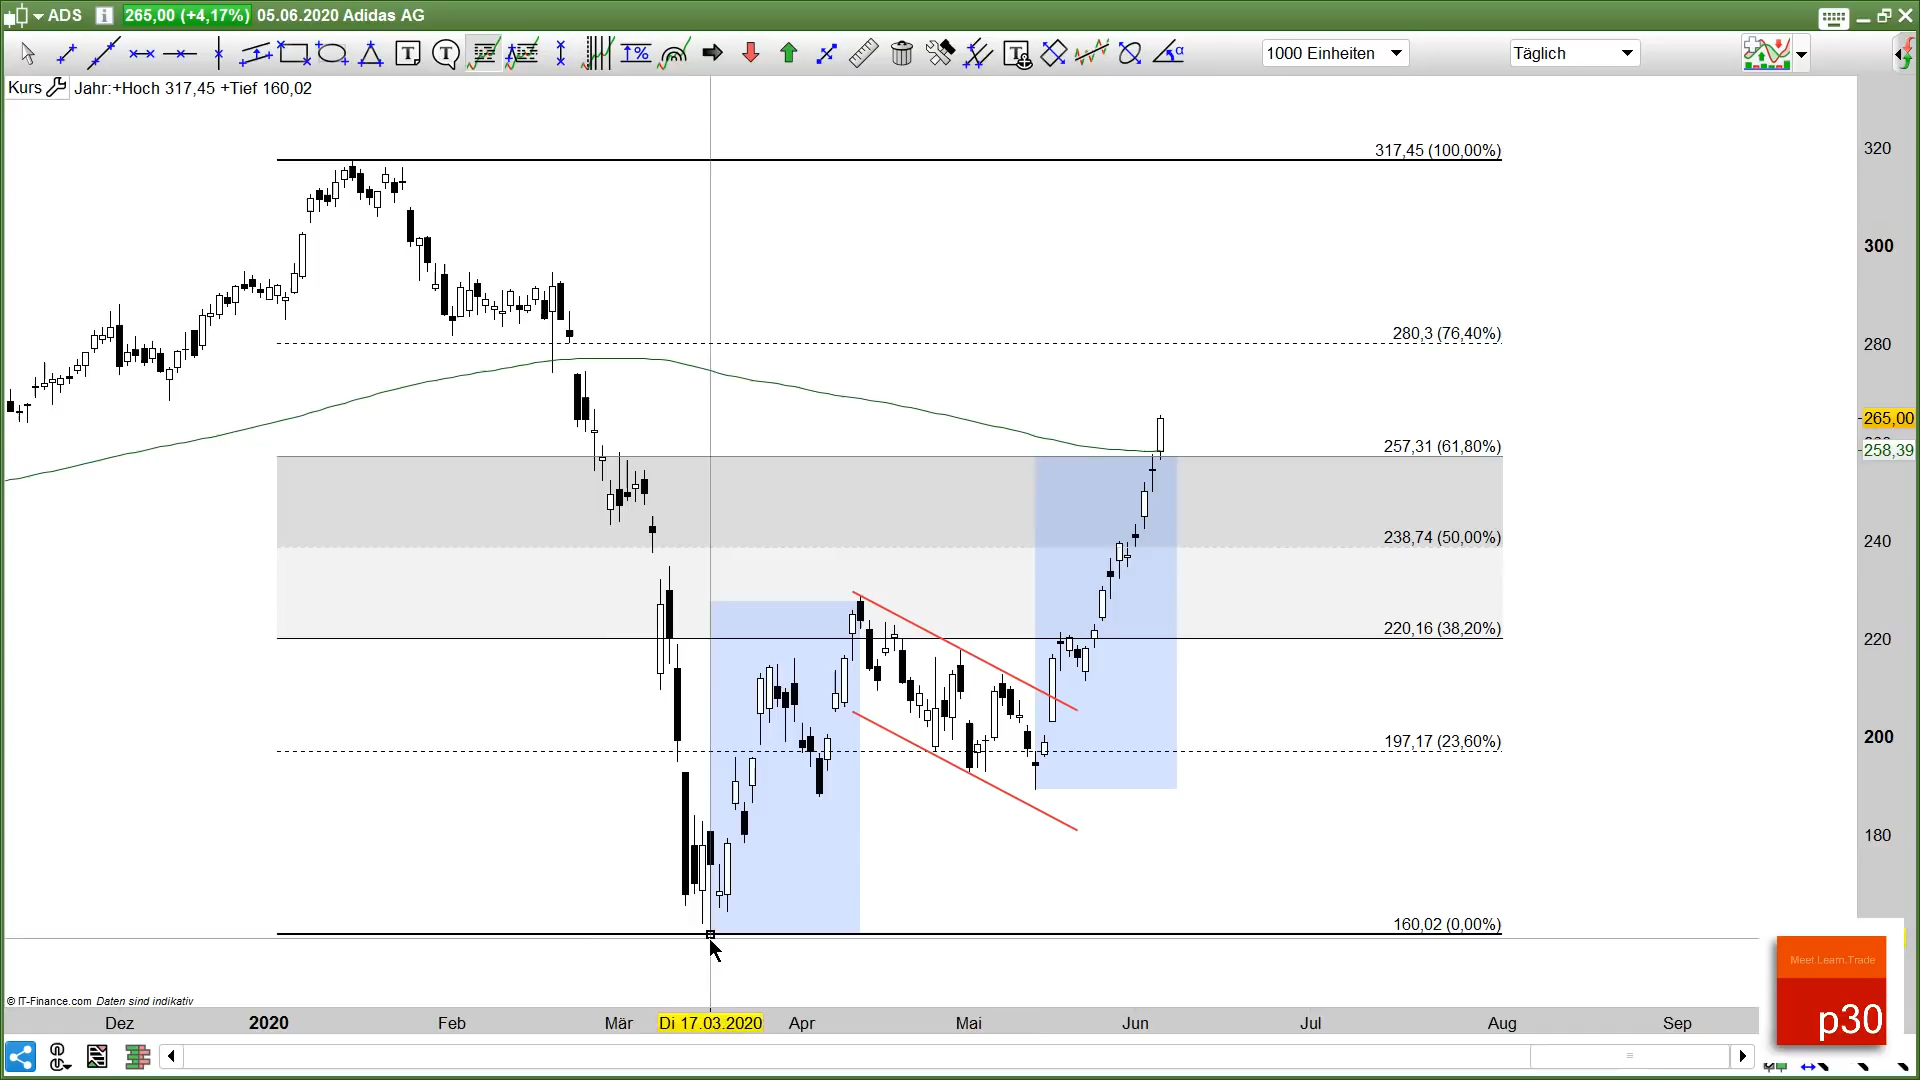 ADS 265,00 (+4,17%) 05.06.2020 Adidas AG
1000 Einheiten
Täglich
Kurs Jahr:+Hoch 317,45 +Tief 160,02
317,45 (100,00%)
280,3 (76,40%)
257,31 (61,80%)
238,74 (50,00%)
220,16 (38,20%)
197,17 (23,60%)
160,02 (0,00%)
320
300
280
265,00
258,39
240
220
200
180
© IT-Finance.com Daten sind indikativ
Dez 2020 Feb Mär Di 17.03.2020 Apr Mai Jun Jul Aug Sep
Meet.Learn.Trade
p30